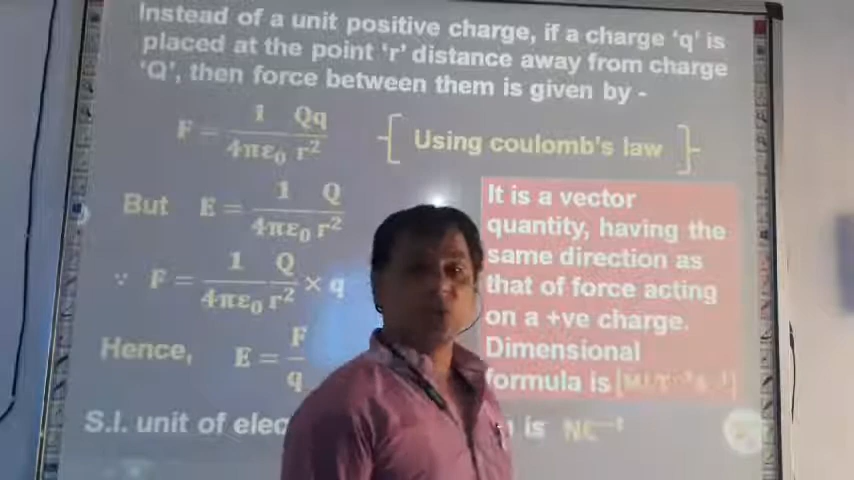 Instead of a unit positive charge, if a charge 'q' is
placed at the point 'r' distance away from charge
'Q', then force between them is given by -
F = 1/4πε₀ Qq/r²
[ Using coulomb's law ]
But E = 1/4πε₀ Q/r²
∵ F = 1/4πε₀ Q/r² × q
Hence, E = F/q
It is a vector
quantity, having the
same direction as
that of force acting
on a +ve charge.
Dimensional
formula is
S.I. unit of is NC⁻¹